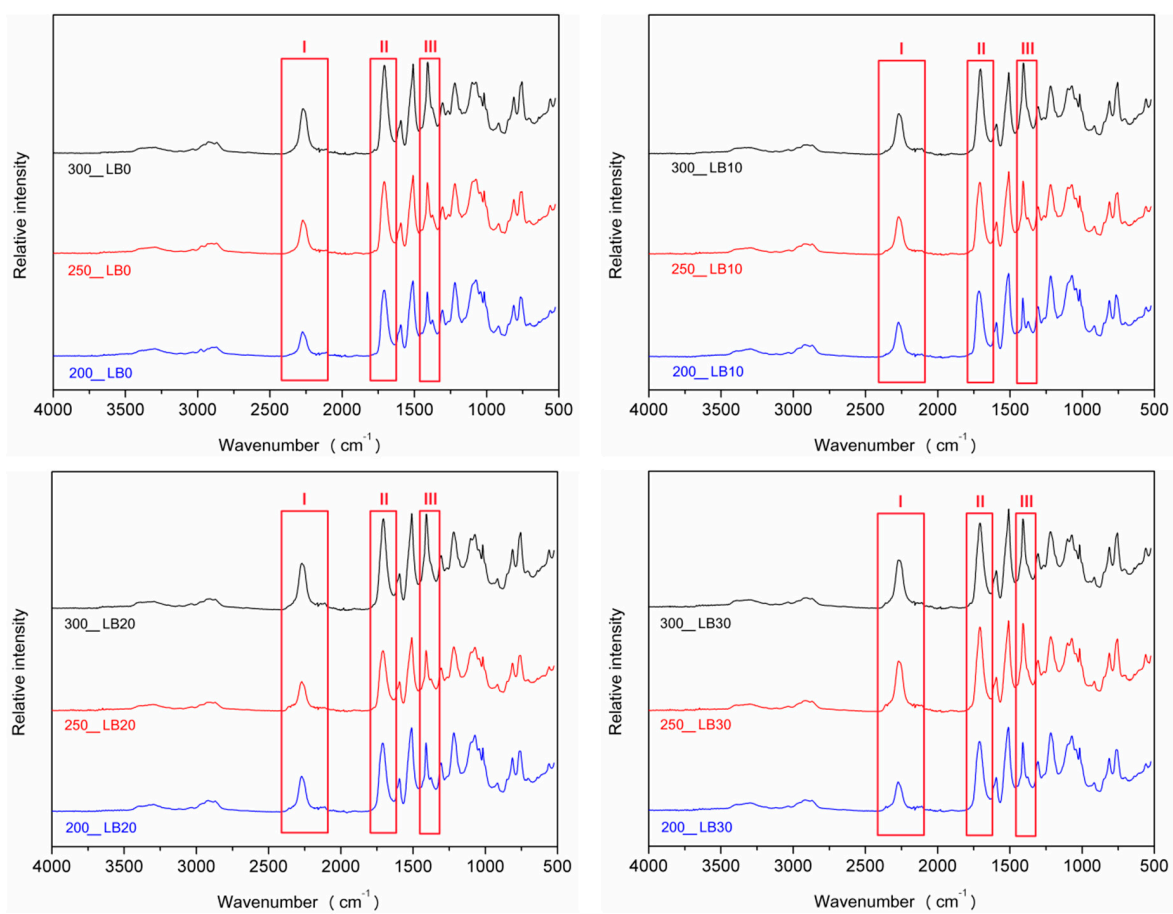 I II III
Relative intensity
300__LB0
250__LB0
200__LB0
4000 3500 3000 2500 2000 1500 1000 500
Wavenumber ( cm-1 )
I II III
Relative intensity
300__LB10
250__LB10
200__LB10
4000 3500 3000 2500 2000 1500 1000 500
Wavenumber ( cm-1 )
I II III
Relative intensity
300__LB20
250__LB20
200__LB20
4000 3500 3000 2500 2000 1500 1000 500
Wavenumber ( cm-1 )
I II III
Relative intensity
300__LB30
250__LB30
200__LB30
4000 3500 3000 2500 2000 1500 1000 500
Wavenumber ( cm-1 )